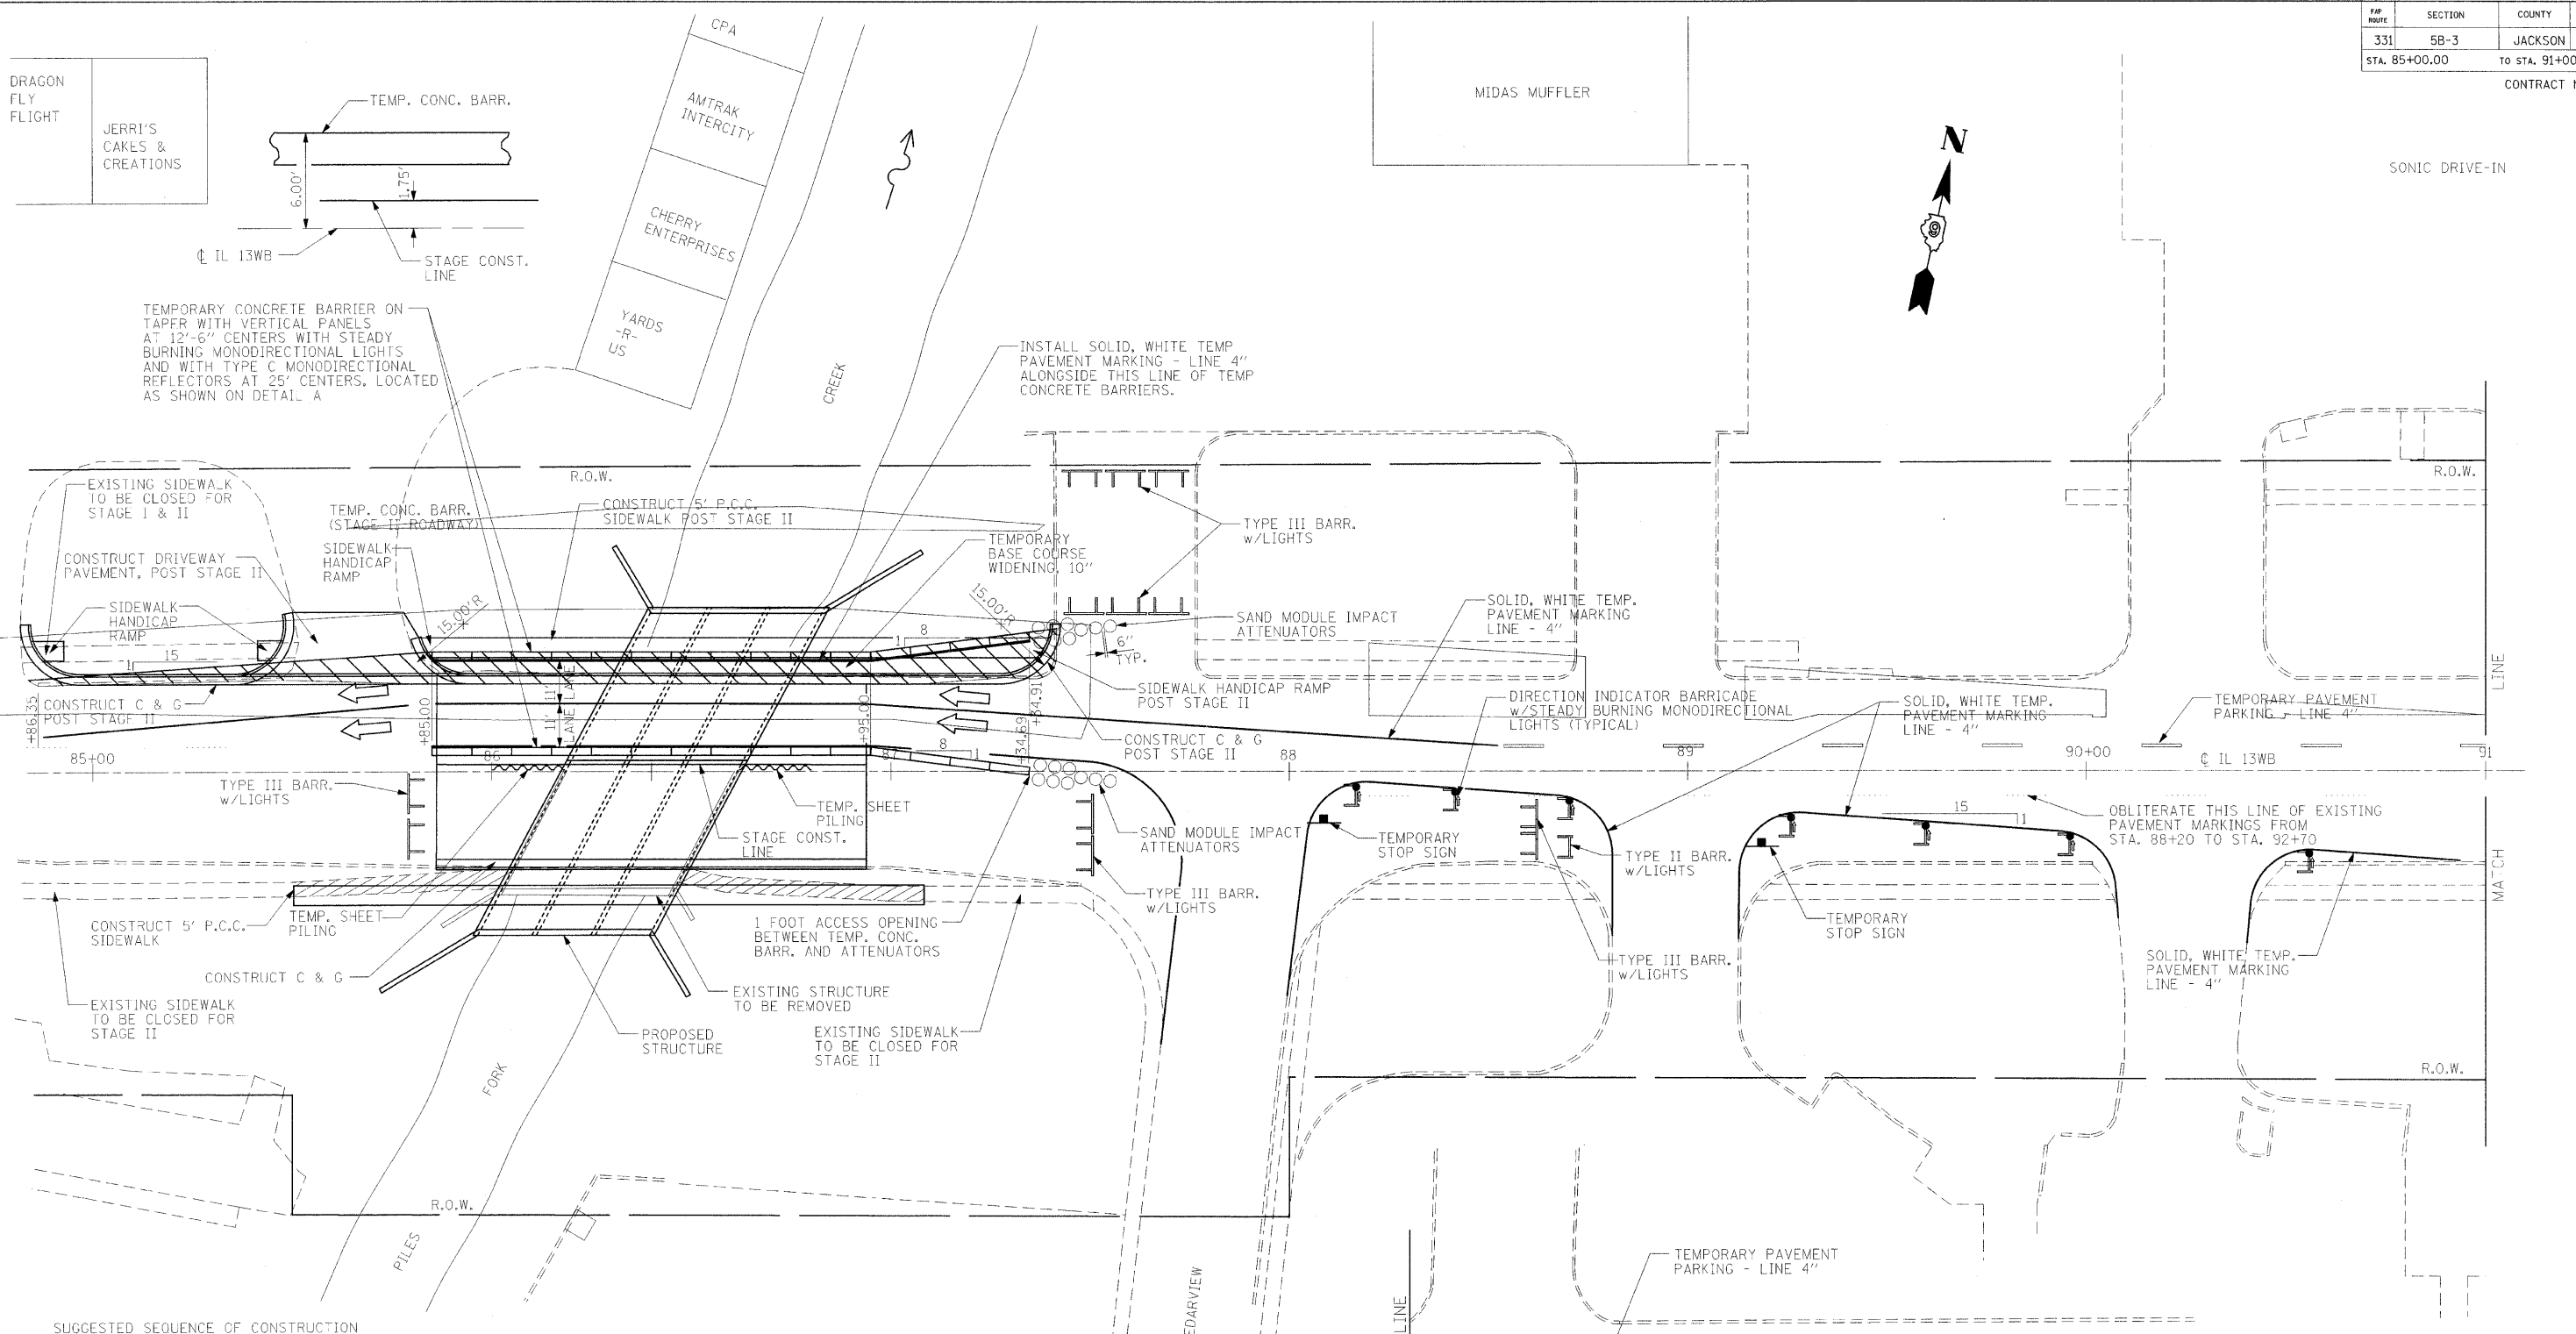 FAP ROUTE
SECTION
COUNTY
331
5B-3
JACKSON
STA. 85+00.00
TO STA. 91+00
CONTRACT
DRAGON
FLY
FLIGHT
JERRI'S
CAKES &
CREATIONS
TEMP. CONC. BARR.
6.00'
1.75'
℄ IL 13WB
STAGE CONST.
LINE
CPA
AMTRAK
INTERCITY
CHERRY
ENTERPRISES
YARDS
-R-
US
CREEK
MIDAS MUFFLER
N
9
SONIC DRIVE-IN
TEMPORARY CONCRETE BARRIER ON
TAPER WITH VERTICAL PANELS
AT 12'-6" CENTERS WITH STEADY
BURNING MONODIRECTIONAL LIGHTS
AND WITH TYPE C MONODIRECTIONAL
REFLECTORS AT 25' CENTERS, LOCATED
AS SHOWN ON DETAIL A
INSTALL SOLID, WHITE TEMP
PAVEMENT MARKING - LINE 4"
ALONGSIDE THIS LINE OF TEMP
CONCRETE BARRIERS.
R.O.W.
R.O.W.
EXISTING SIDEWALK
TO BE CLOSED FOR
STAGE I & II
TEMP. CONC. BARR.
(STAGE II ROADWAY)
CONSTRUCT 5' P.C.C.
SIDEWALK POST STAGE II
TYPE III BARR.
w/LIGHTS
CONSTRUCT DRIVEWAY
PAVEMENT, POST STAGE II
SIDEWALK
HANDICAP
RAMP
TEMPORARY
BASE COURSE
WIDENING, 10"
SIDEWALK
HANDICAP
RAMP
15.00'R
15.00'R
SAND MODULE IMPACT
ATTENUATORS
SOLID, WHITE TEMP.
PAVEMENT MARKING
LINE - 4"
1
15
1
8
6"
TYP.
11'
LANE
11'
LANE
SIDEWALK HANDICAP RAMP
POST STAGE II
DIRECTION INDICATOR BARRICADE
w/STEADY BURNING MONODIRECTIONAL
LIGHTS (TYPICAL)
SOLID, WHITE TEMP.
PAVEMENT MARKING
LINE - 4"
TEMPORARY PAVEMENT
PARKING - LINE 4"
LINE
+86.35
CONSTRUCT C & G
POST STAGE II
+85.00
+95.00
+34.69
+34.91
CONSTRUCT C & G
POST STAGE II
8
1
85+00
86
87
88
89
90+00
℄ IL 13WB
91
TYPE III BARR.
w/LIGHTS
TEMP. SHEET
PILING
STAGE CONST.
LINE
SAND MODULE IMPACT
ATTENUATORS
TEMPORARY
STOP SIGN
TYPE II BARR.
w/LIGHTS
15
1
OBLITERATE THIS LINE OF EXISTING
PAVEMENT MARKINGS FROM
STA. 88+20 TO STA. 92+70
MATCH
CONSTRUCT 5' P.C.C.
SIDEWALK
TEMP. SHEET
PILING
1 FOOT ACCESS OPENING
BETWEEN TEMP. CONC.
BARR. AND ATTENUATORS
TYPE III BARR.
w/LIGHTS
TEMPORARY
STOP SIGN
TYPE III BARR.
w/LIGHTS
SOLID, WHITE TEMP.
PAVEMENT MARKING
LINE - 4"
CONSTRUCT C & G
EXISTING SIDEWALK
TO BE CLOSED FOR
STAGE II
EXISTING STRUCTURE
TO BE REMOVED
PROPOSED
STRUCTURE
EXISTING SIDEWALK
TO BE CLOSED FOR
STAGE II
FORK
R.O.W.
R.O.W.
PILES
TEMPORARY PAVEMENT
PARKING - LINE 4"
EDARVIEW
LINE
SUGGESTED SEQUENCE OF CONSTRUCTION